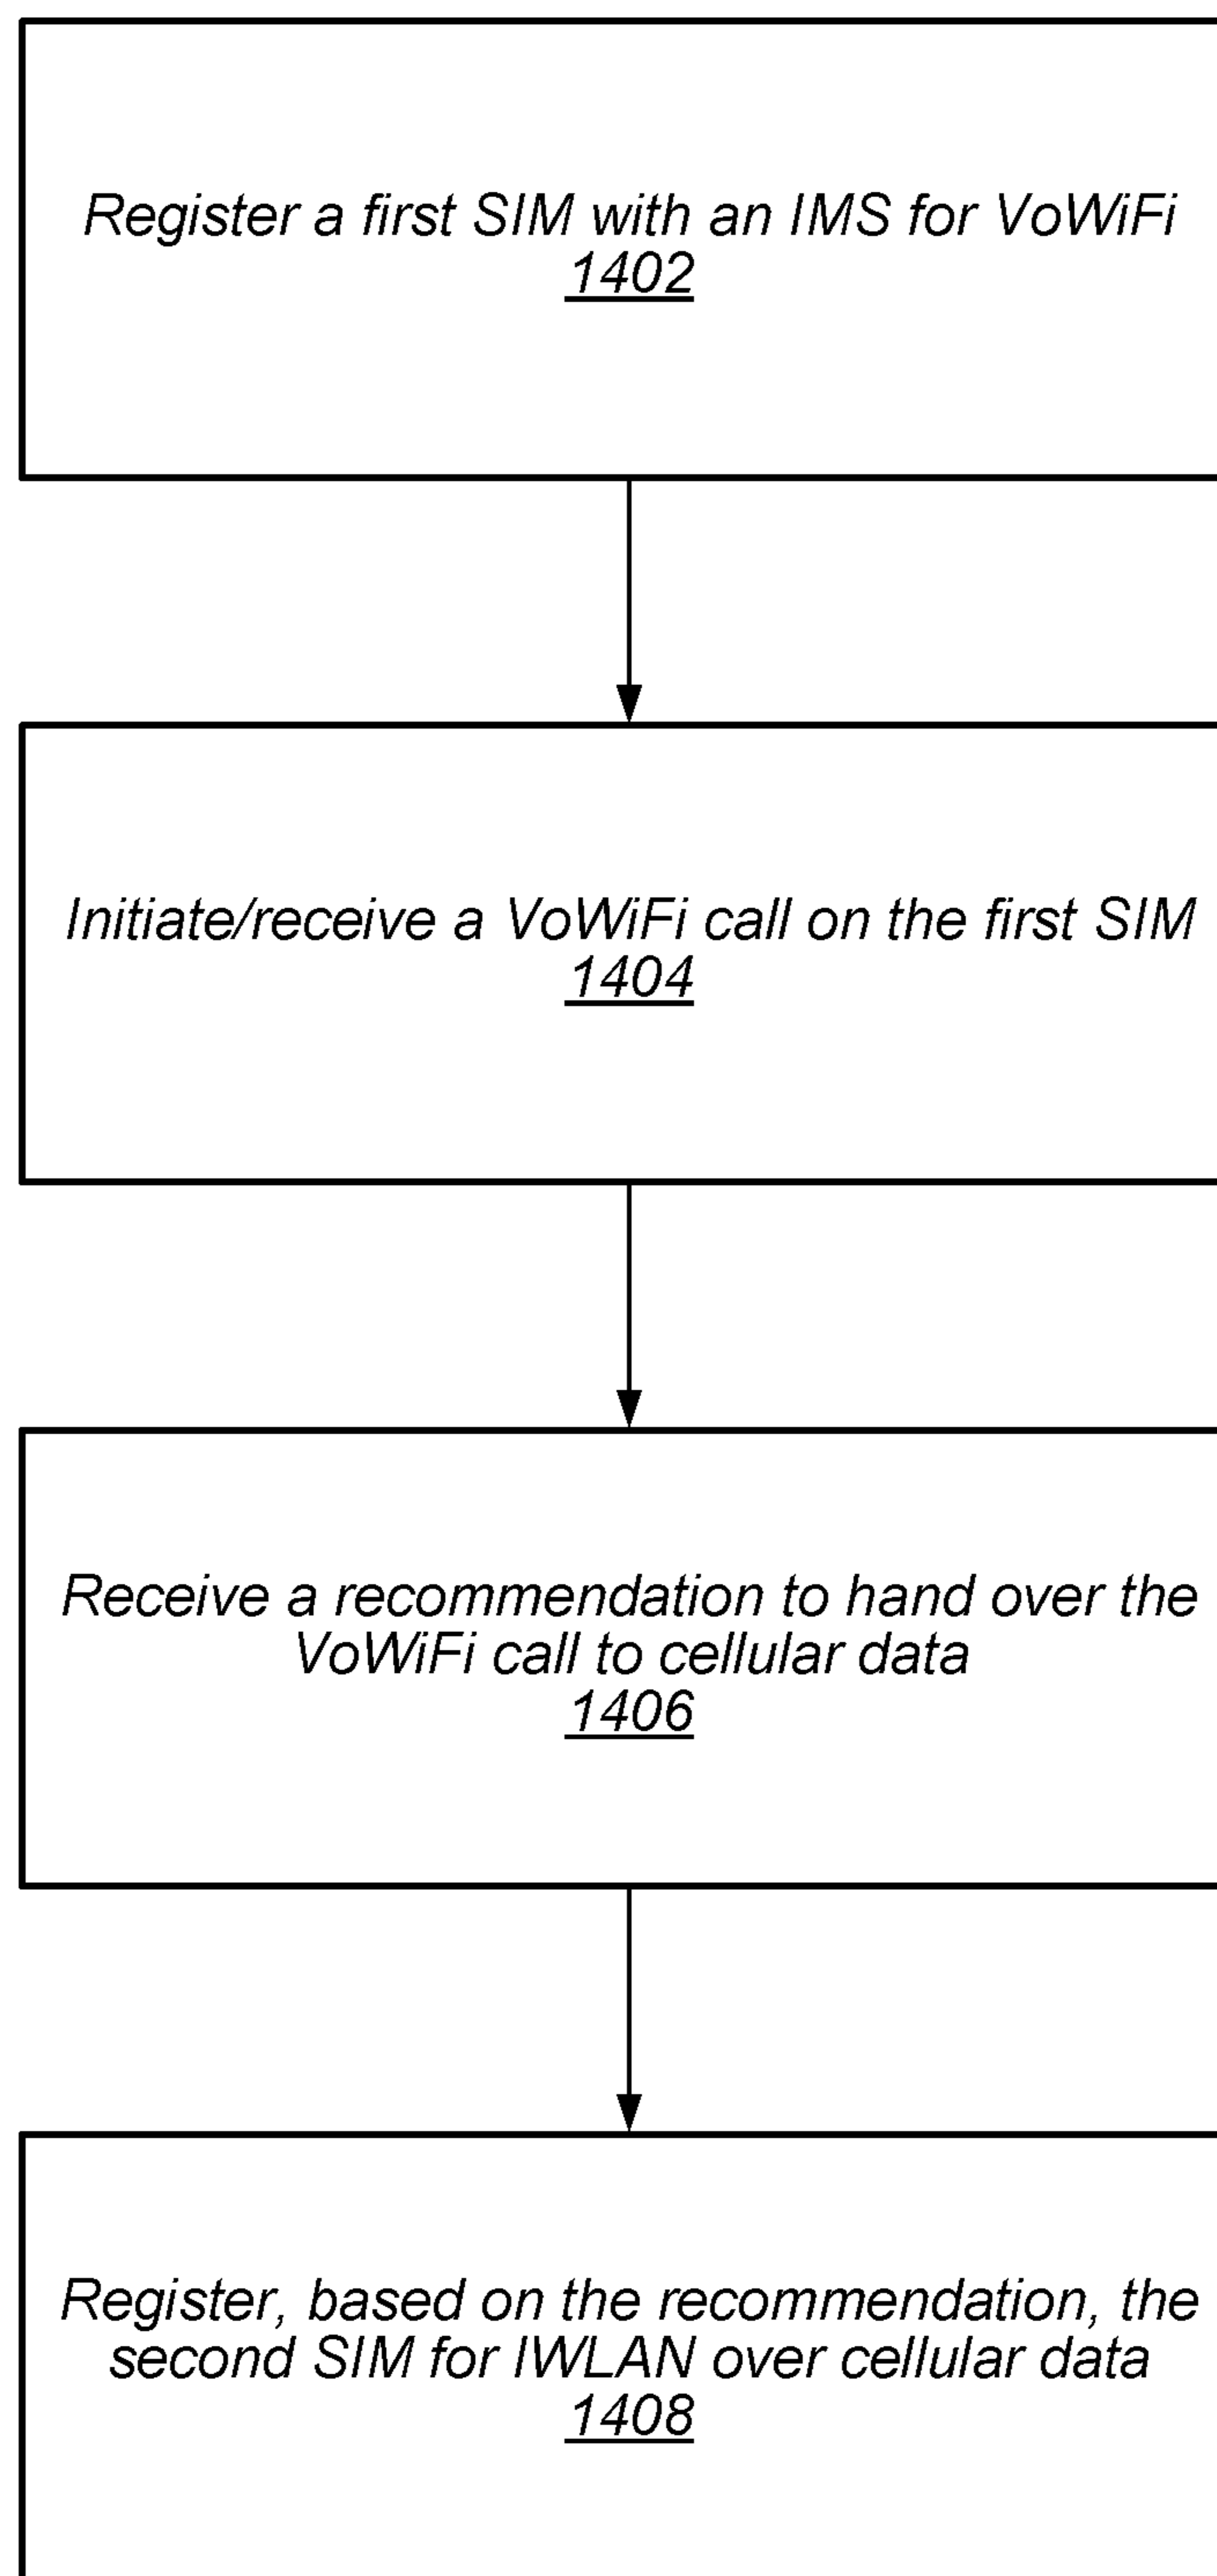 Register a first SIM with an IMS for VoWiFi
1402
Initiate/receive a VoWiFi call on the first SIM
1404
Receive a recommendation to hand over the
VoWiFi call to cellular data
1406
Register, based on the recommendation, the
second SIM for IWLAN over cellular data
1408